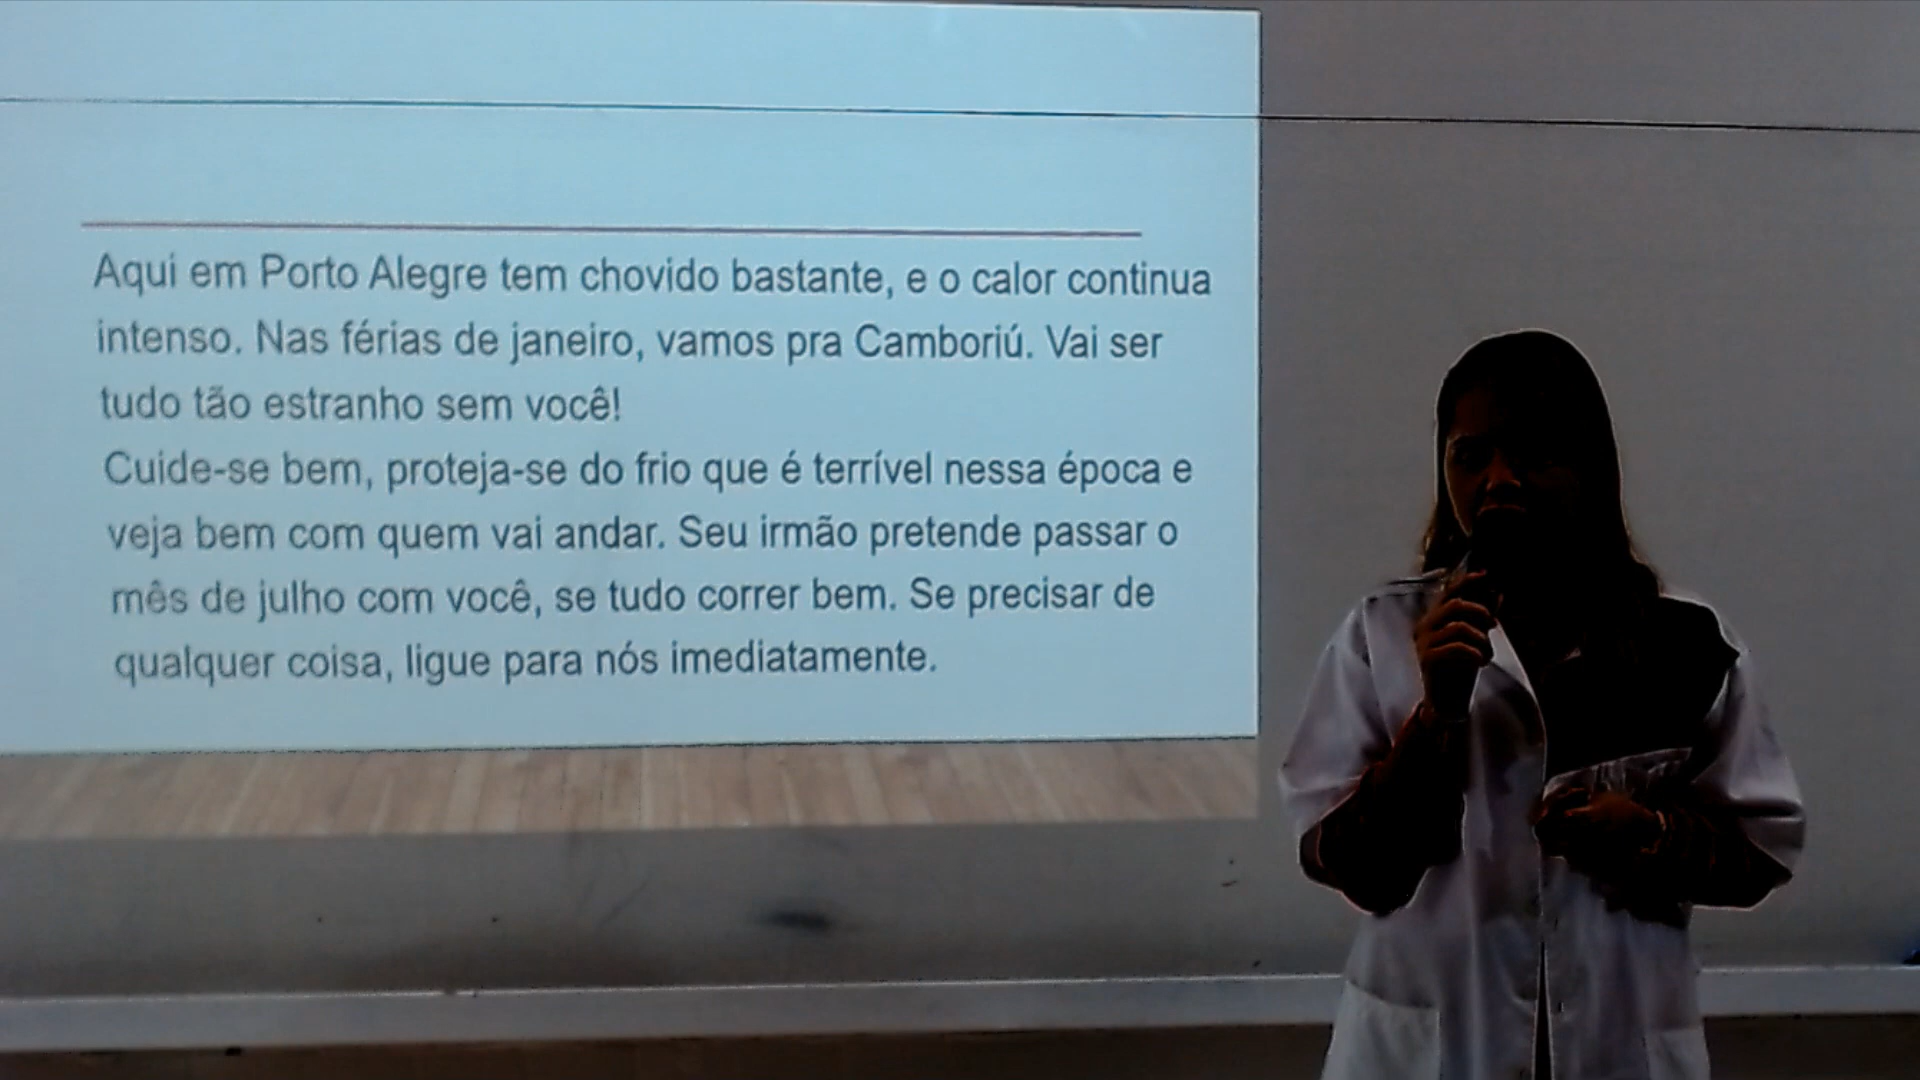 Aqui em Porto Alegre tem chovido bastante, e o calor continua
intenso. Nas férias de janeiro, vamos pra Camboriú. Vai ser
tudo tão estranho sem você!
Cuide-se bem, proteja-se do frio que é terrível nessa época e
veja bem com quem vai andar. Seu irmão pretende passar o
mês de julho com você, se tudo correr bem. Se precisar de
qualquer coisa, ligue para nós imediatamente.